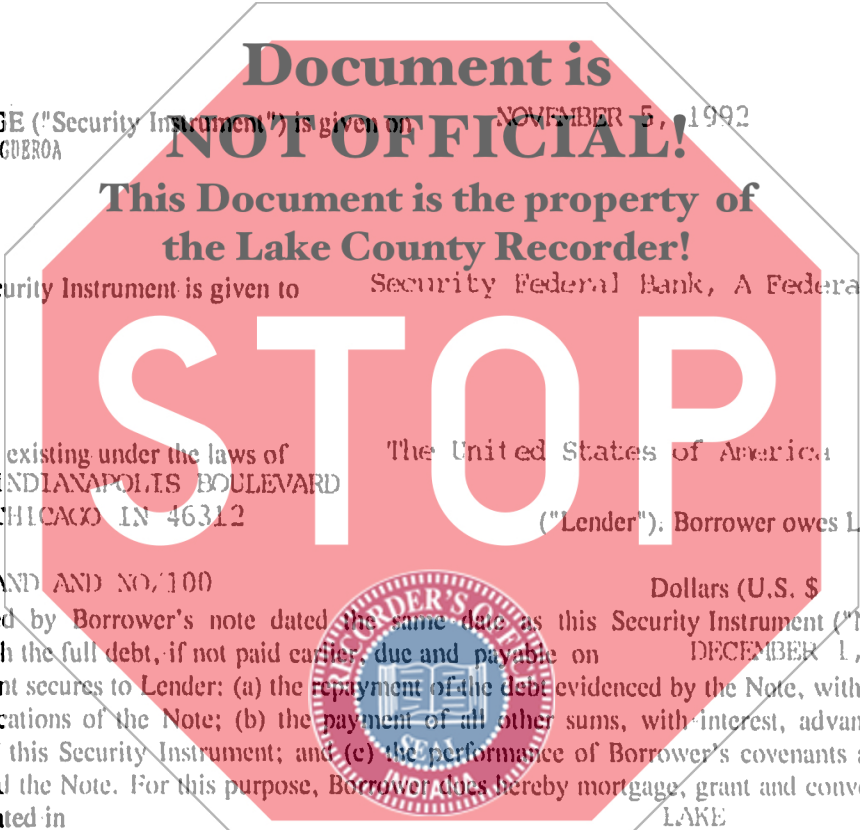 Document is
GE ("Security Instrument") is given on NOVEMBER 5, 1992
GUEROA
NOT OFFICIAL!
This Document is the property of
the Lake County Recorder!
urity Instrument is given to Security Federal Bank, A Federa
STOP
existing under the laws of The United States of America
INDIANAPOLIS BOULEVARD
CHICAGO IN 46312
("Lender"). Borrower owes L
AND AND NO/100
Dollars (U.S. $
d by Borrower's note dated the same date as this Security Instrument ("N
h the full debt, if not paid earlier, due and payable on DECEMBER 1,
nt secures to Lender: (a) the repayment of the debt evidenced by the Note, with
cations of the Note; (b) the payment of all other sums, with interest, advan
this Security Instrument; and (c) the performance of Borrower's covenants a
d the Note. For this purpose, Borrower does hereby mortgage, grant and conve
ated in LAKE
RECORDER'S OFFICE
SEAL
INDIANA